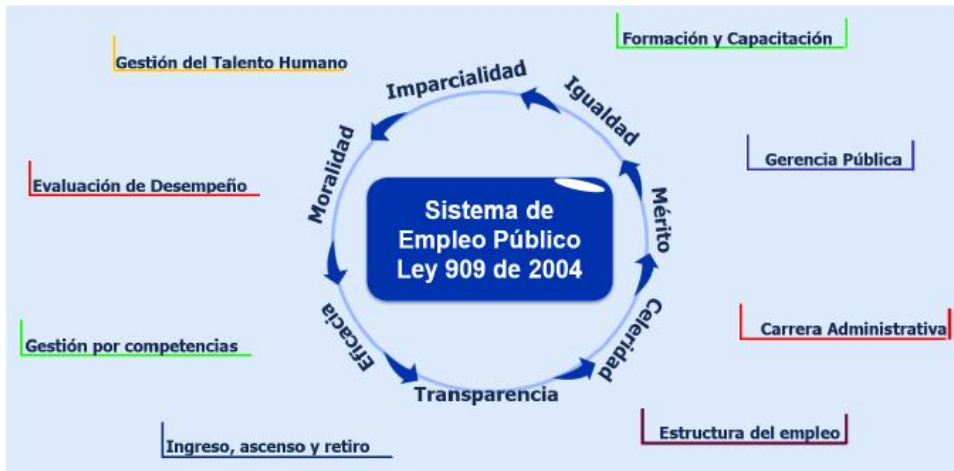 Formación y Capacitación
Gestión del Talento Humano
Imparcialidad
Igualdad
Gerencia Pública
Evaluación de Desempeño
Moralidad
Mérito
Sistema de
Empleo Público
Ley 909 de 2004
Eficacia
Celeridad
Carrera Administrativa
Gestión por competencias
Transparencia
Estructura del empleo
Ingreso, ascenso y retiro